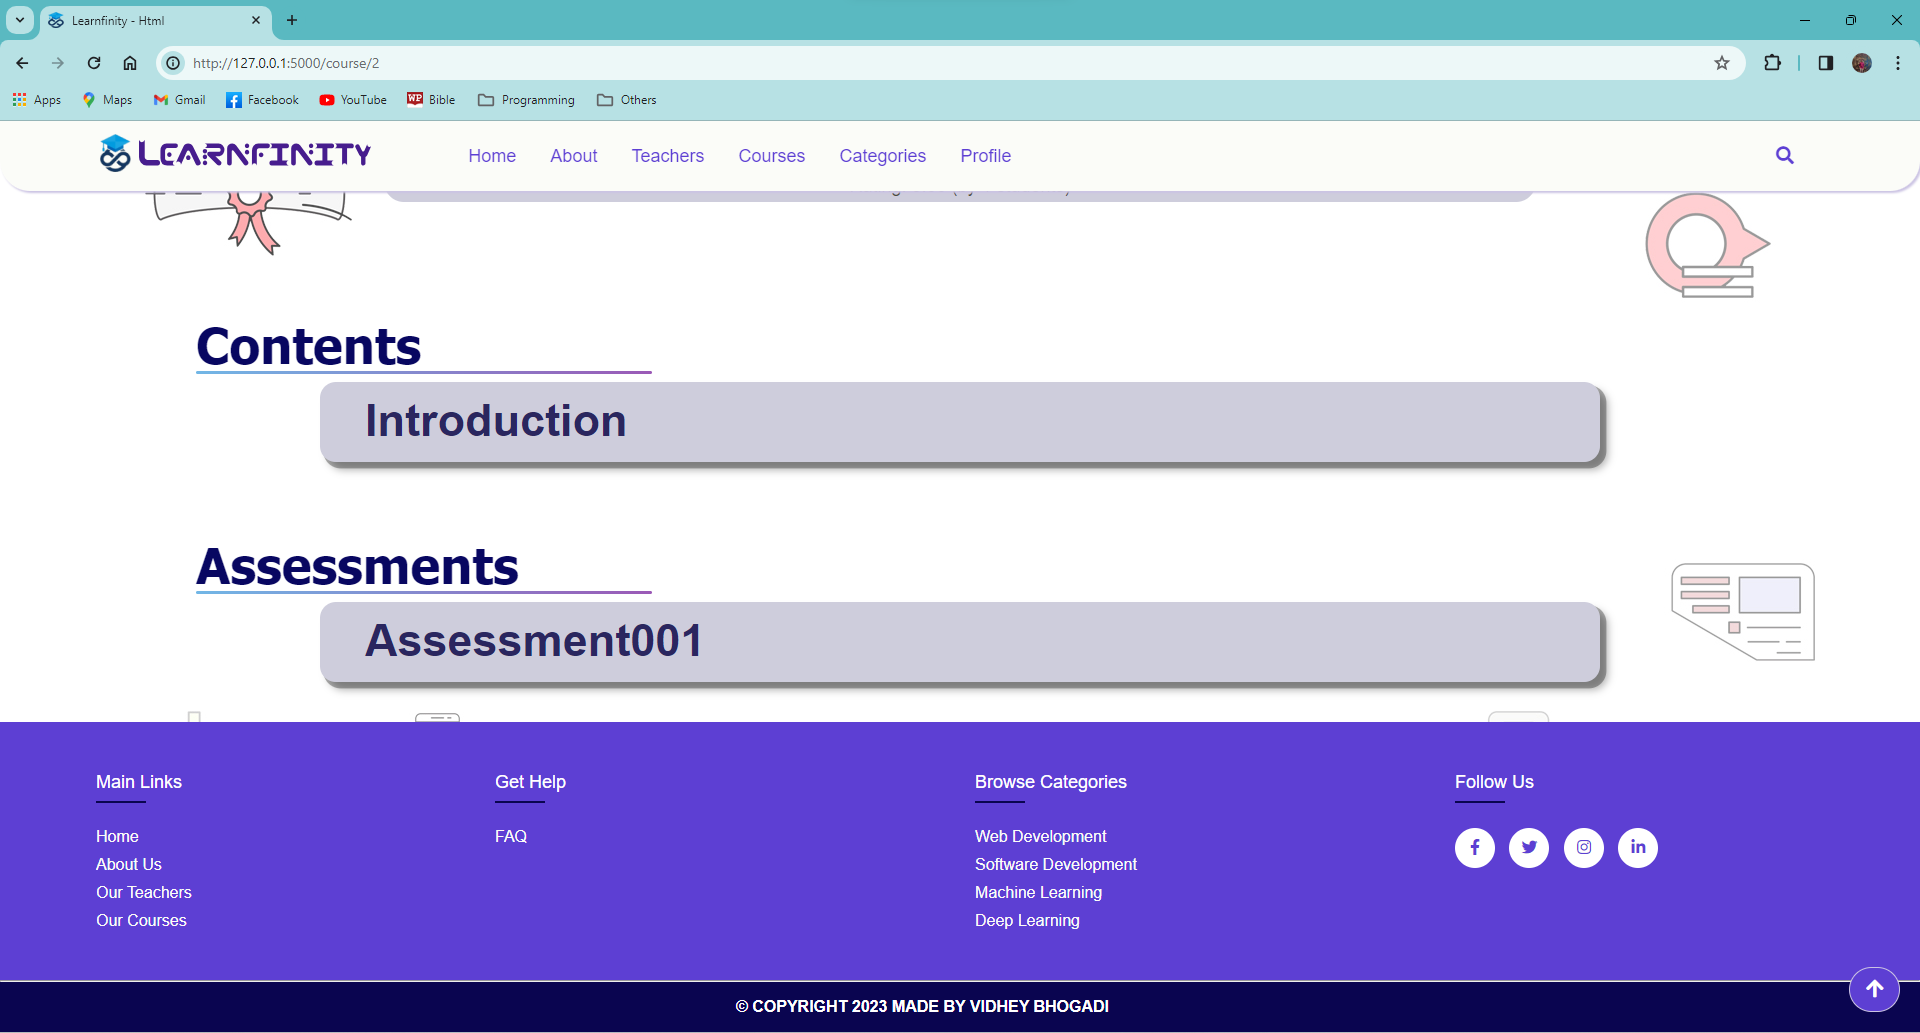 Learnfinity - Html
http://127.0.0.1:5000/course/2
Apps Maps Gmail Facebook YouTube Bible Programming Others
LEARNFINITY Home About Teachers Courses Categories Profile
Contents
Introduction
Assessments
Assessment001
Main Links
Home
About Us
Our Teachers
Our Courses
Get Help
FAQ
Browse Categories
Web Development
Software Development
Machine Learning
Deep Learning
Follow Us
© COPYRIGHT 2023 MADE BY VIDHEY BHOGADI